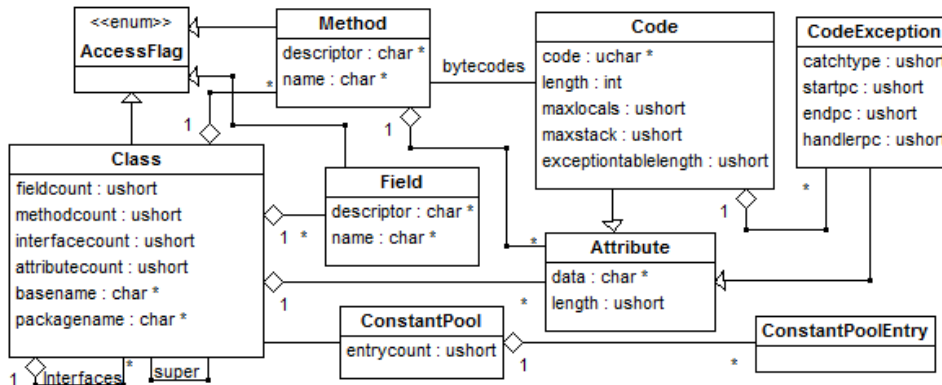 <<enum>>
AccessFlag
Method
descriptor : char *
name : char *
bytecodes
Code
code : uchar *
length : int
maxlocals : ushort
maxstack : ushort
exceptiontablelength : ushort
CodeException
catchtype : ushort
startpc : ushort
endpc : ushort
handlerpc : ushort
*
1
1
1
*
Class
fieldcount : ushort
methodcount : ushort
interfacecount : ushort
attributecount : ushort
basename : char *
packagename : char *
Field
descriptor : char *
name : char *
1
*
*
Attribute
data : char *
length : ushort
1
*
ConstantPool
entrycount : ushort
1
*
ConstantPoolEntry
1
Interfaces
*
super